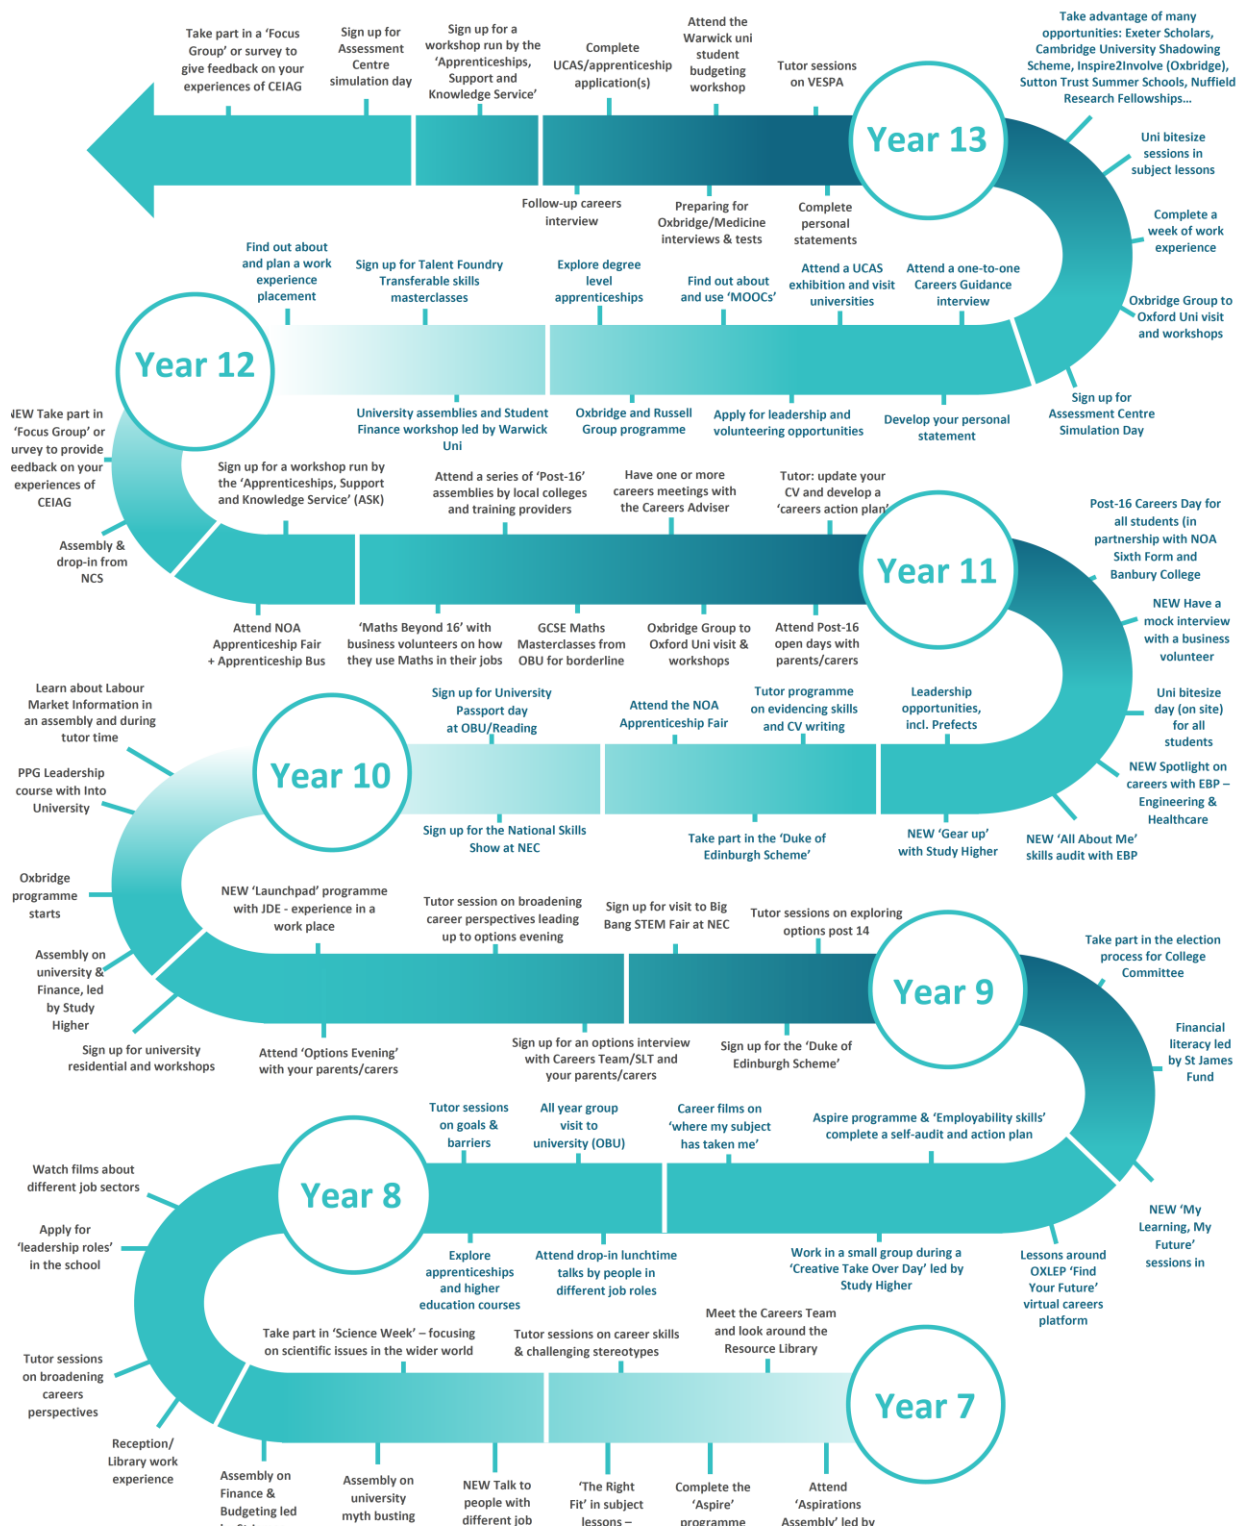 Take part in a ‘Focus
Group’ or survey to
give feedback on your
experiences of CEIAG
Sign up for
Assessment
Centre
simulation day
Sign up for a
workshop run by the
‘Apprenticeships,
Support and
Knowledge Service’
Complete
UCAS/apprenticeship
application(s)
Attend the
Warwick uni
student
budgeting
workshop
Tutor sessions
on VESPA
Year 13
Take advantage of many
opportunities: Exeter Scholars,
Cambridge University Shadowing
Scheme, Inspire2Involve (Oxbridge),
Sutton Trust Summer Schools, Nuffield
Research Fellowships...
Uni bitesize
sessions in
subject lessons
Complete a
week of work
experience
Oxbridge Group to
Oxford Uni visit
and workshops
Sign up for
Assessment Centre
Simulation Day
Follow-up careers
interview
Preparing for
Oxbridge/Medicine
interviews & tests
Complete
personal
statements
Find out about
and plan a work
experience
placement
Sign up for Talent Foundry
Transferable skills
masterclasses
Explore degree
level
apprenticeships
Find out about
and use ‘MOOCs’
Attend a UCAS
exhibition and visit
universities
Attend a one-to-one
Careers Guidance
interview
Year 12
University assemblies and Student
Finance workshop led by Warwick
Uni
Oxbridge and Russell
Group programme
Apply for leadership and
volunteering opportunities
Develop your personal
statement
NEW Take part in
‘Focus Group’ or
urvey to provide
eedback on your
experiences of
CEIAG
Assembly &
drop-in from
NCS
Sign up for a workshop run by
the ‘Apprenticeships, Support
and Knowledge Service’ (ASK)
Attend a series of ‘Post-16’
assemblies by local colleges
and training providers
Have one or more
careers meetings with
the Careers Adviser
Tutor: update your
CV and develop a
‘careers action plan’
Year 11
Post-16 Careers Day for
all students (in
partnership with NOA
Sixth Form and
Banbury College
NEW Have a
mock interview
with a business
volunteer
Uni bitesize
day (on site)
for all
students
NEW Spotlight on
careers with EBP –
Engineering &
Healthcare
NEW ‘All About Me’
skills audit with EBP
Attend NOA
Apprenticeship Fair
+ Apprenticeship Bus
‘Maths Beyond 16’ with
business volunteers on how
they use Maths in their jobs
GCSE Maths
Masterclasses from
OBU for borderline
Oxbridge Group to
Oxford Uni visit &
workshops
Attend Post-16
open days with
parents/carers
Learn about Labour
Market Information in
an assembly and during
tutor time
PPG Leadership
course with Into
University
Oxbridge
programme
starts
Assembly on
university &
Finance, led
by Study
Higher
Sign up for university
residential and workshops
Year 10
Sign up for University
Passport day
at OBU/Reading
Attend the NOA
Apprenticeship Fair
Tutor programme
on evidencing skills
and CV writing
Leadership
opportunities,
incl. Prefects
Sign up for the National Skills
Show at NEC
Take part in the ‘Duke of
Edinburgh Scheme’
NEW ‘Gear up’
with Study Higher
NEW ‘Launchpad’ programme
with JDE - experience in a
work place
Tutor session on broadening
career perspectives leading
up to options evening
Sign up for visit to Big
Bang STEM Fair at NEC
Tutor sessions on exploring
options post 14
Year 9
Take part in the election
process for College
Committee
Financial
literacy led
by St James
Fund
NEW ‘My
Learning, My
Future’
sessions in
Attend ‘Options Evening’
with your parents/carers
Sign up for an options interview
with Careers Team/SLT and
your parents/carers
Sign up for the ‘Duke of
Edinburgh Scheme’
Tutor sessions
on goals &
barriers
All year group
visit to
university (OBU)
Career films on
‘where my subject
has taken me’
Aspire programme & ‘Employability skills’
complete a self-audit and action plan
Year 8
Watch films about
different job sectors
Apply for
‘leadership roles’
in the school
Tutor sessions
on broadening
careers
perspectives
Reception/
Library work
experience
Explore
apprenticeships
and higher
education courses
Attend drop-in lunchtime
talks by people in
different job roles
Work in a small group during a
‘Creative Take Over Day’ led by
Study Higher
Lessons around
OXLEP ‘Find
Your Future’
virtual careers
platform
Take part in ‘Science Week’ – focusing
on scientific issues in the wider world
Tutor sessions on career skills
& challenging stereotypes
Meet the Careers Team
and look around the
Resource Library
Year 7
Assembly on
Finance &
Budgeting led
Assembly on
university
myth busting
NEW Talk to
people with
different job
‘The Right
Fit’ in subject
lessons –
Complete the
‘Aspire’
programme
Attend
‘Aspirations
Assembly’ led by